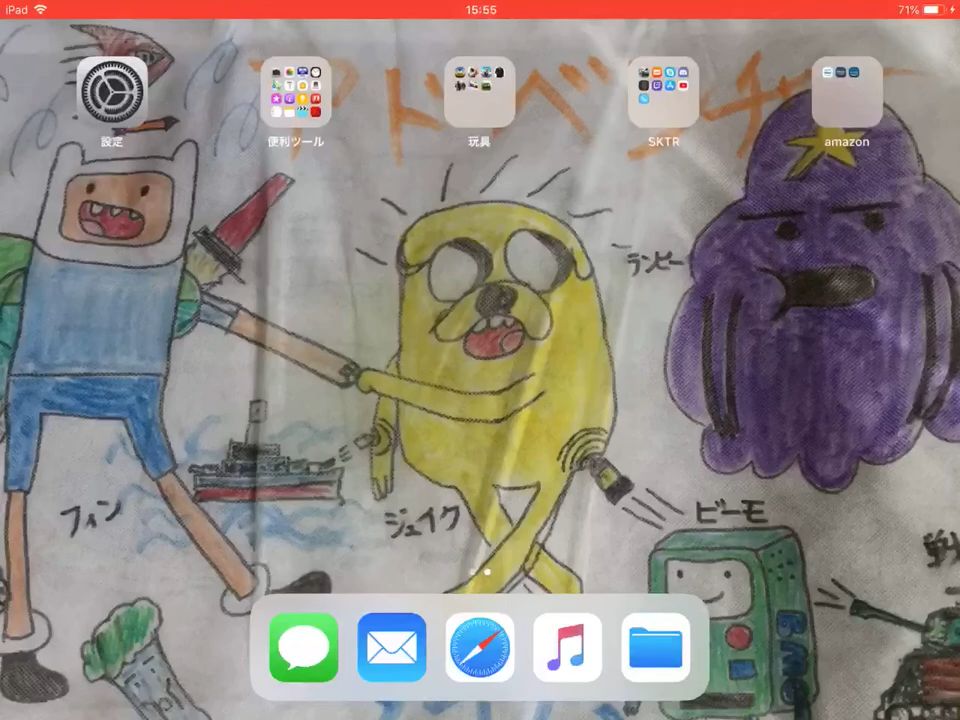 iPad 15:55 71%
アドベンチャー
設定 便利ツール 玩具 SKTR amazon
ランピー
フィン
ジェイク
ビーモ
BMO